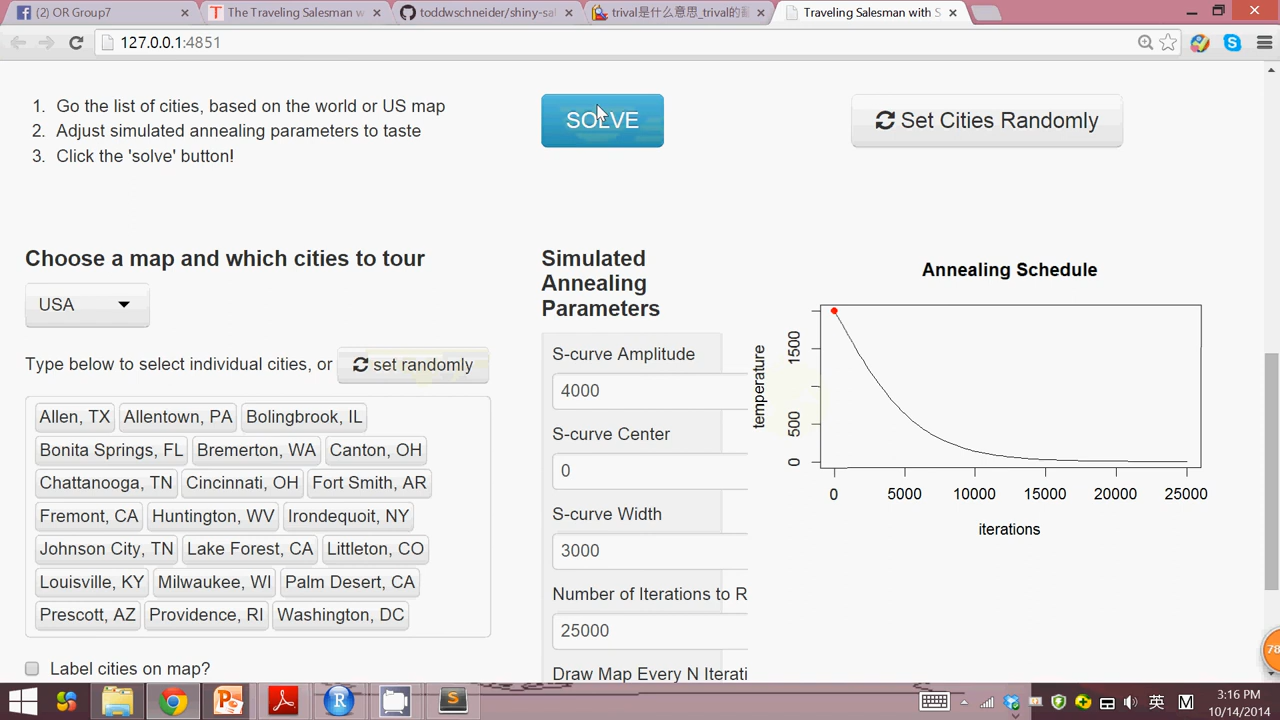 (2) OR Group7
The Traveling Salesman w
toddwschneider/shiny-sa
trival是什么意思_trival的
Traveling Salesman with S
127.0.0.1:4851
1. Go the list of cities, based on the world or US map
2. Adjust simulated annealing parameters to taste
3. Click the 'solve' button!
SOLVE
Set Cities Randomly
Choose a map and which cities to tour
USA
Type below to select individual cities, or set randomly
Allen, TX Allentown, PA Bolingbrook, IL
Bonita Springs, FL Bremerton, WA Canton, OH
Chattanooga, TN Cincinnati, OH Fort Smith, AR
Fremont, CA Huntington, WV Irondequoit, NY
Johnson City, TN Lake Forest, CA Littleton, CO
Louisville, KY Milwaukee, WI Palm Desert, CA
Prescott, AZ Providence, RI Washington, DC
Label cities on map?
Simulated
Annealing
Parameters
S-curve Amplitude
4000
S-curve Center
0
S-curve Width
3000
Number of Iterations to R
25000
Draw Map Every N Iterati
Annealing Schedule
temperature
1500
500
0
0 5000 10000 15000 20000 25000
iterations
78
英
3:16 PM
10/14/2014